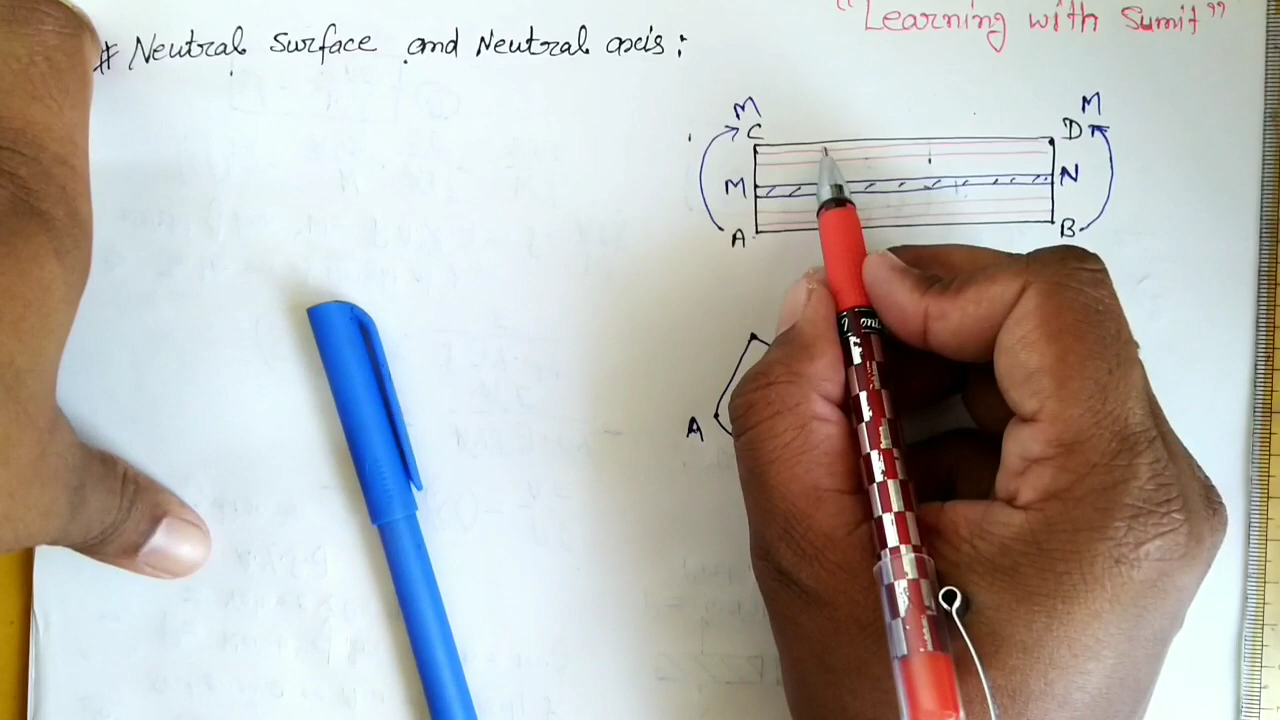 "Learning with Sumit"
# Neutral Surface and Neutral axis:
M M
C D
M N
A B
A